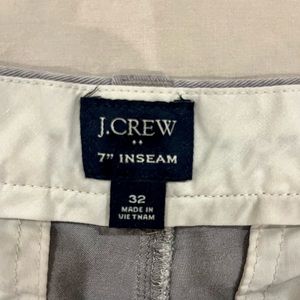 J.CREW
7" INSEAM
32
MADE IN
VIETNAM